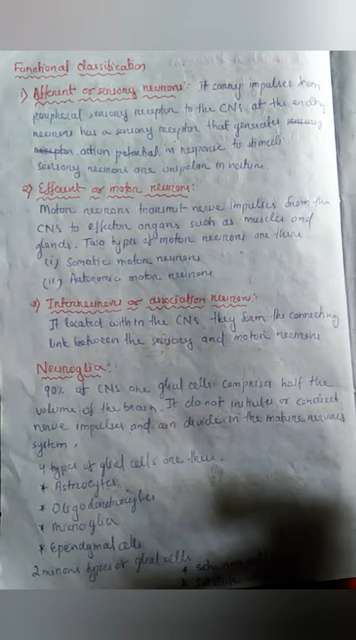 Functional classification
1) Afferent or sensory neurons:- it carry impulses from
peripheral sensory receptor to the CNS, at the ending
neuron has a sensory receptor that generates
action potential in response to stimuli
sensory neurons are unipolar in nature.
2) Efferent or motor neurons:
Motor neurons transmit nerve impulses from the
CNS to effector organs such as muscles and
glands. Two types of motor neurons are there:
(i) Somatic motor neurons
(ii) Autonomic motor neurons
3) Interneurons or association neuron:-
It located within the CNS they form the connecting
link between the sensory and motor neurons
Neuroglia:
90% of CNS are glial cells comprise half the
volume of the brain. It do not initiate or conduct
nerve impulses and can divide in the mature nervous
system.
4 types of glial cells are there.
* Astrocytes
* Oligodendrocytes
* Microglia
* Ependymal cells
2 minor types of glial cells